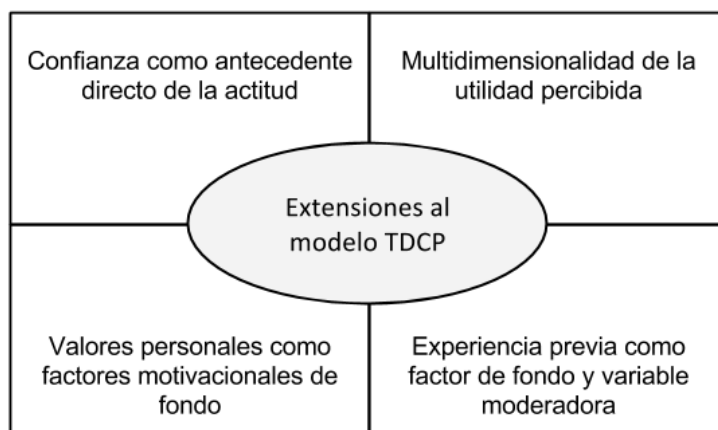 Confianza como antecedente
directo de la actitud
Multidimensionalidad de la
utilidad percibida
Extensiones al
modelo TDCP
Valores personales como
factores motivacionales de
fondo
Experiencia previa como
factor de fondo y variable
moderadora